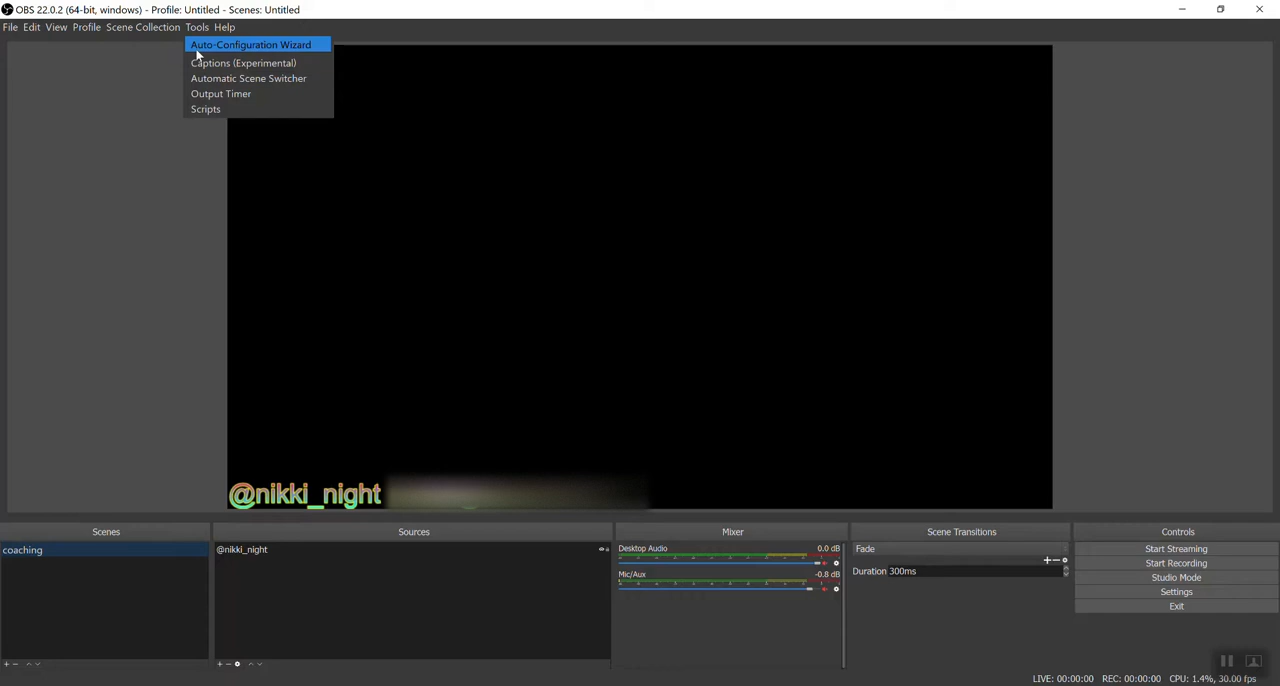 OBS 22.0.2 (64-bit, windows) - Profile: Untitled - Scenes: Untitled
File Edit View Profile Scene Collection Tools Help
Auto-Configuration Wizard
Captions (Experimental)
Automatic Scene Switcher
Output Timer
Scripts
@nikki_night
Scenes
coaching
Sources
@nikki_night
Mixer
Desktop Audio 0.0 dB
Mic/Aux -0.8 dB
Scene Transitions
Fade
Duration 300ms
Controls
Start Streaming
Start Recording
Studio Mode
Settings
Exit
LIVE: 00:00:00 REC: 00:00:00 CPU: 1.4%, 30.00 fps